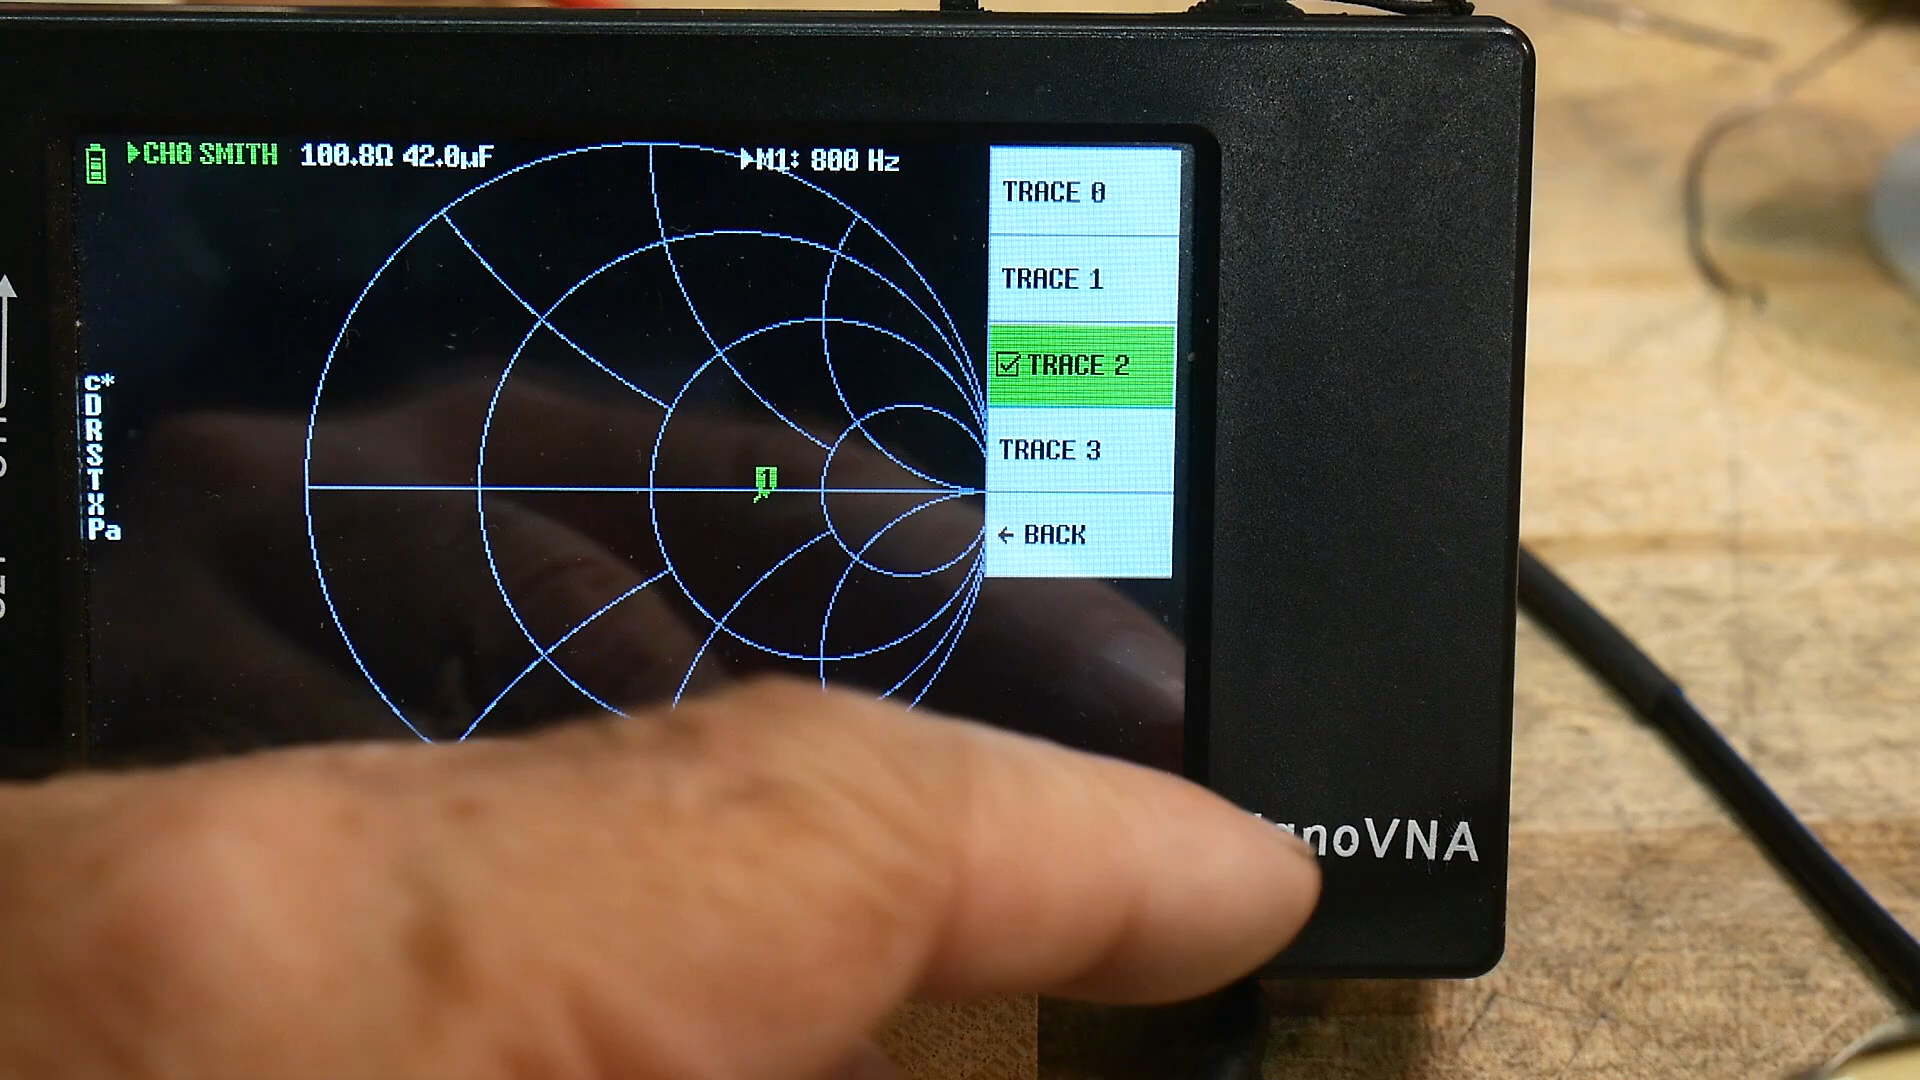 CH0 SMITH 100.8Ω 42.0µF
M1: 800 Hz
TRACE 0
TRACE 1
TRACE 2
TRACE 3
← BACK
c*
D
R
S
T
X
Pa
1
noVNA